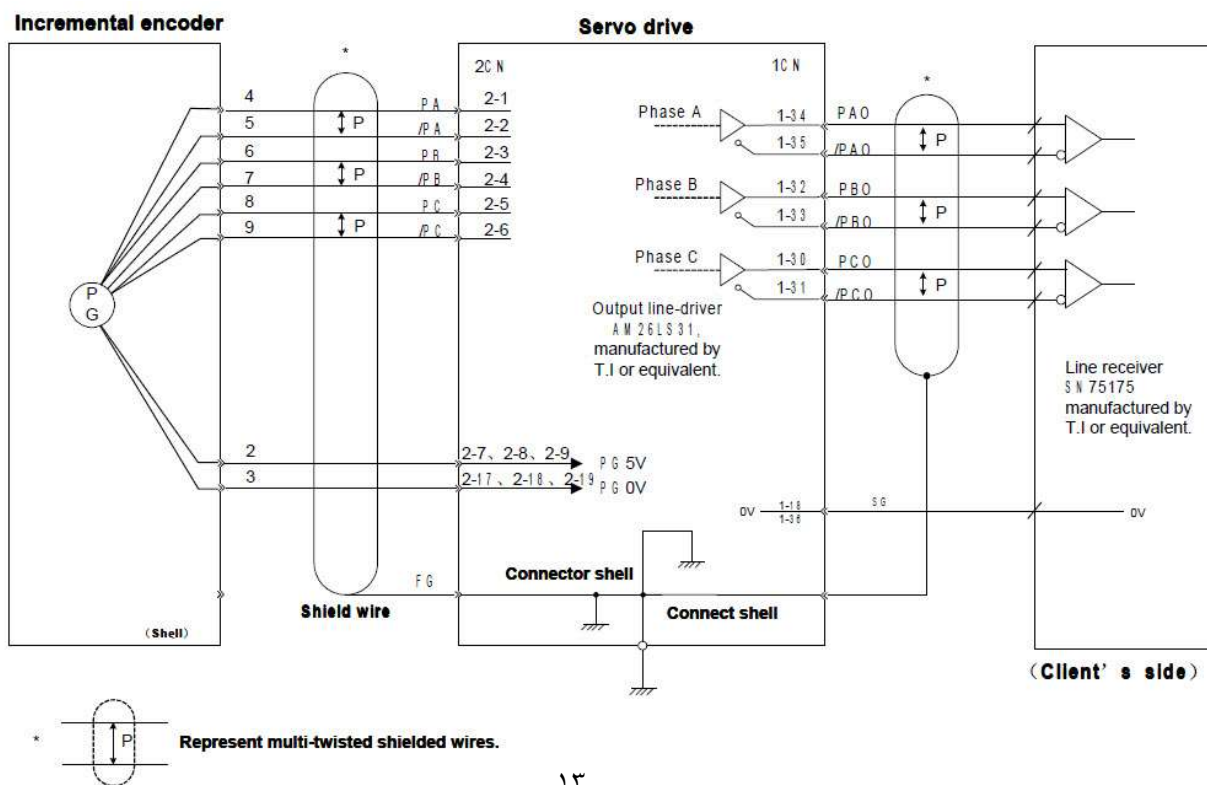 Incremental encoder
Servo drive
*
2CN
1CN
*
4
PA
2-1
5
/PA
2-2
6
PB
2-3
7
/PB
2-4
8
PC
2-5
9
/PC
2-6
P
P
P
Phase A
1-34
PAO
1-35
/PAO
P
Phase B
1-32
PBO
1-33
/PBO
P
Phase C
1-30
PCO
1-31
/PCO
P
P
G
Output line-driver
AM26LS31,
manufactured by
T.I or equivalent.
Line receiver
SN75175
manufactured by
T.I or equivalent.
2
2-7、2-8、2-9
PG 5V
3
2-17、2-18、2-19
PG 0V
0V
1-18
1-36
SG
0V
FG
Connector shell
Shield wire
Connect shell
(Shell)
(Client's side)
*
P
Represent multi-twisted shielded wires.
١٣